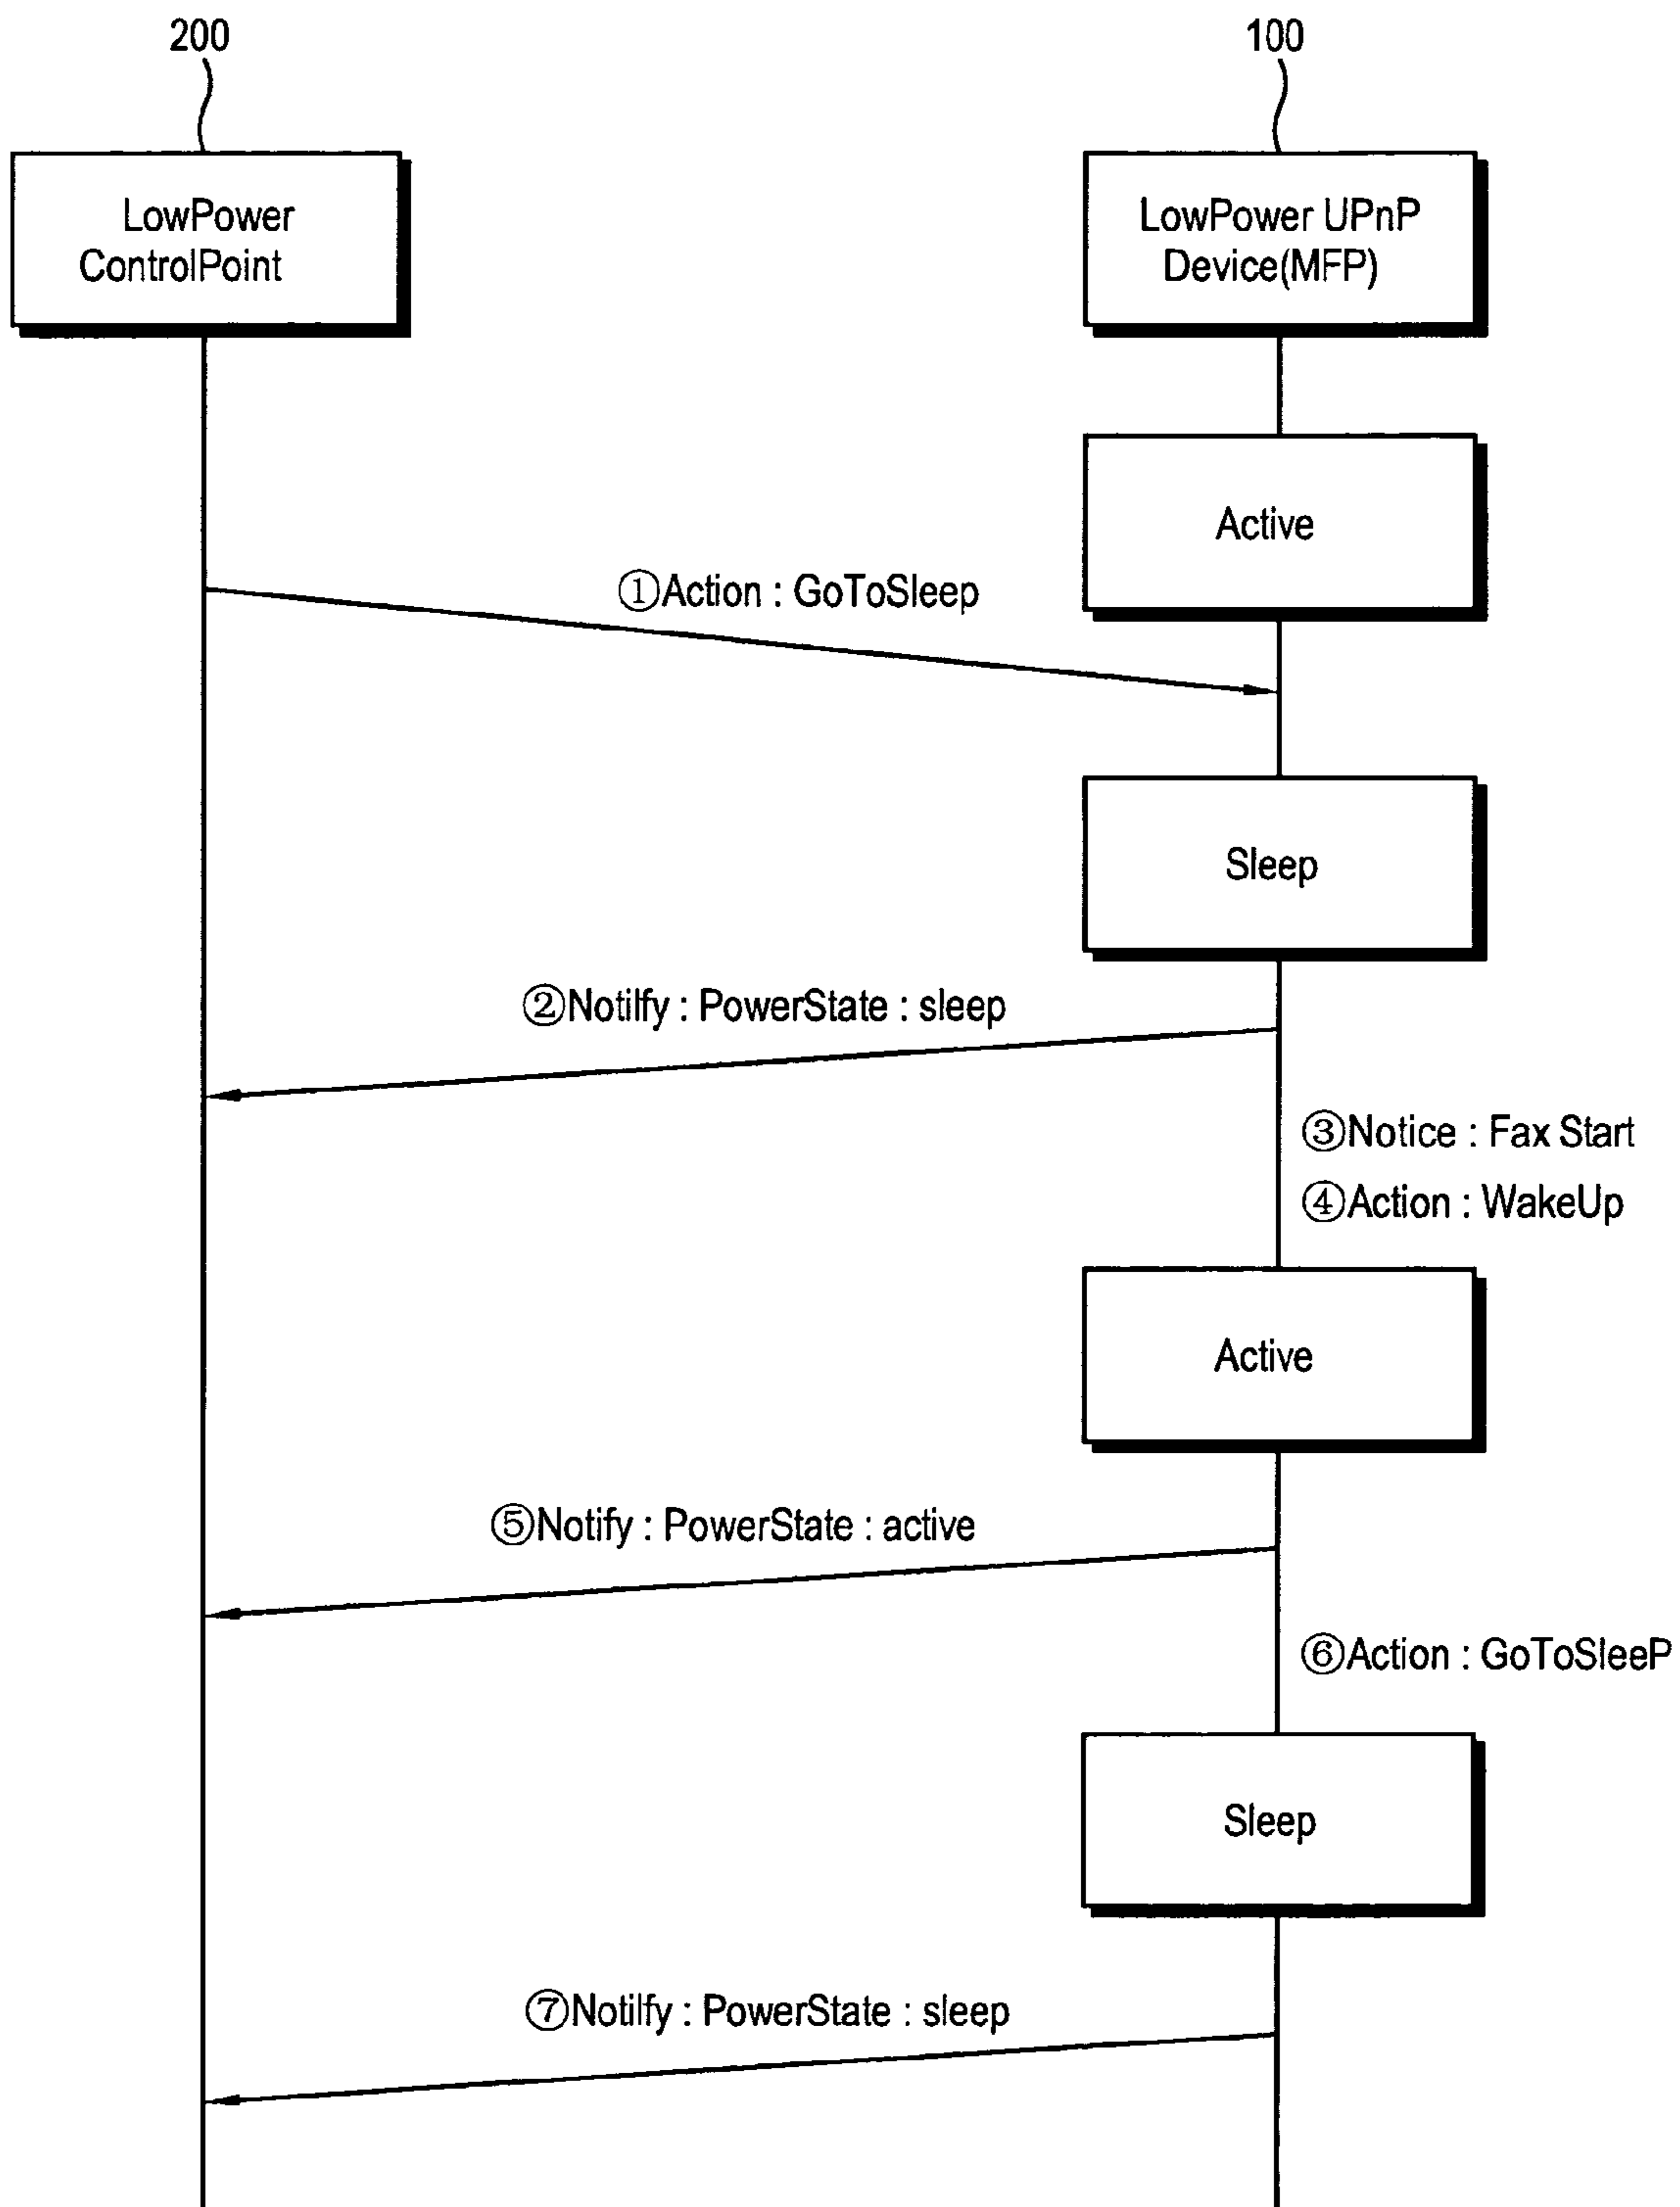 200
100
LowPower
ControlPoint
LowPower UPnP
Device(MFP)
Active
①Action : GoToSleep
Sleep
②Notilfy : PowerState : sleep
③Notice : Fax Start
④Action : WakeUp
Active
⑤Notify : PowerState : active
⑥Action : GoToSleeP
Sleep
⑦Notilfy : PowerState : sleep